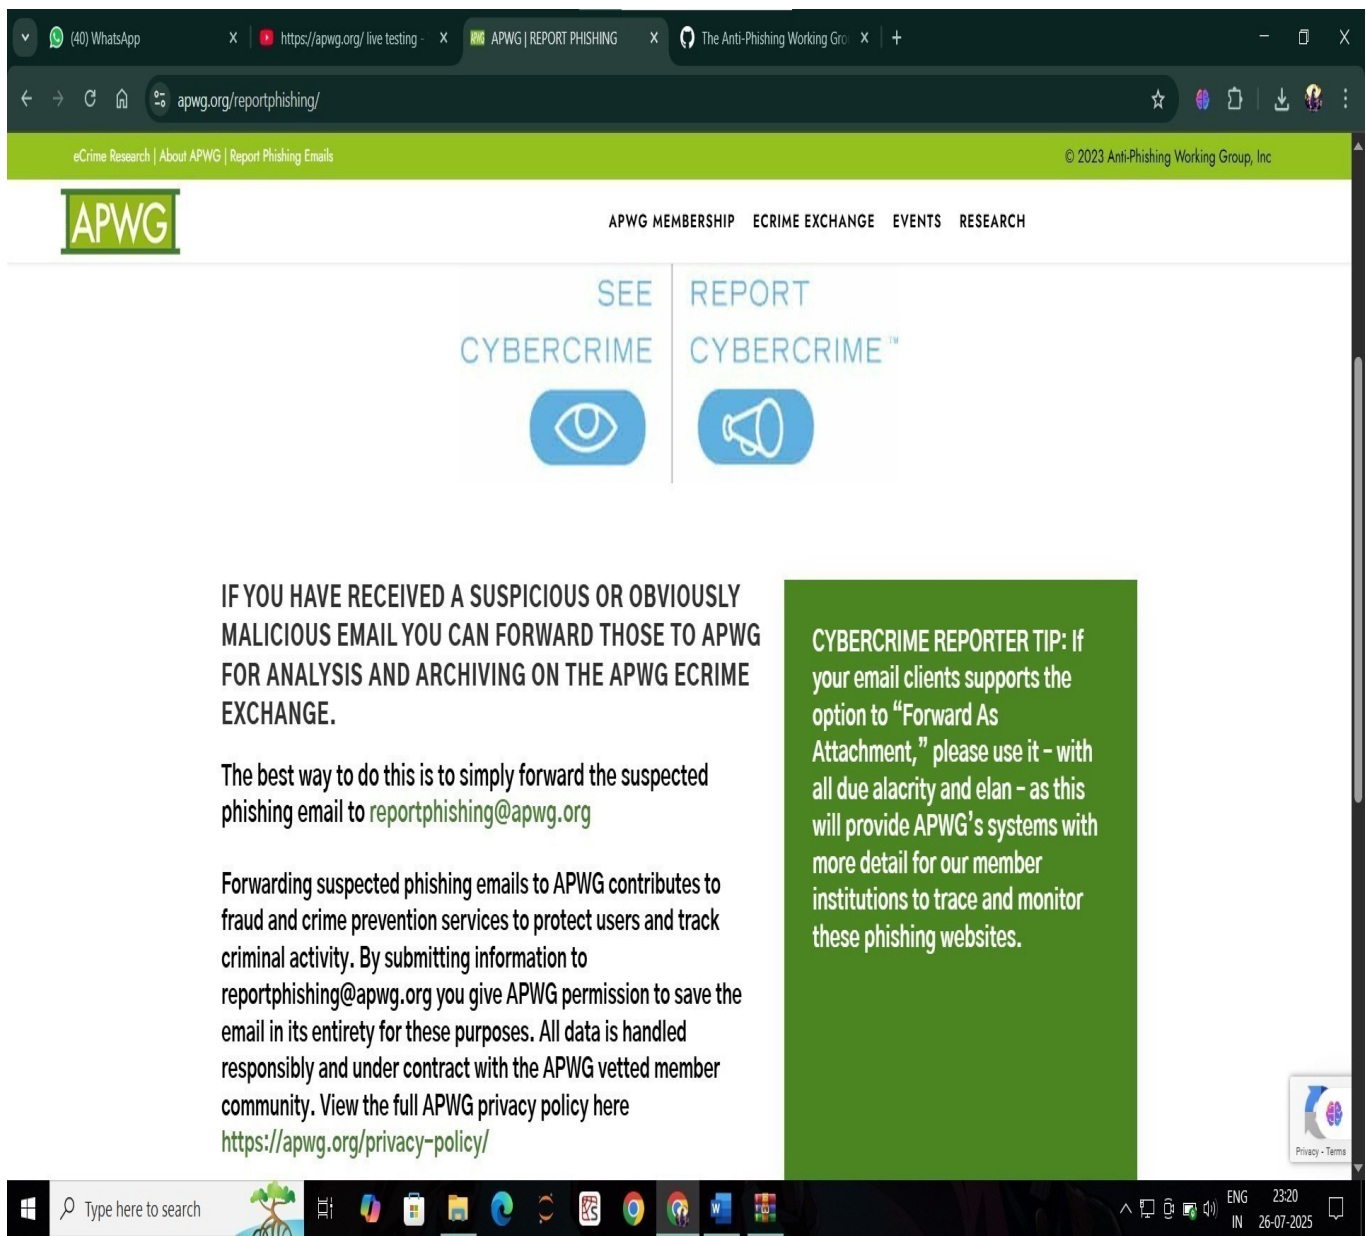 (40) WhatsApp
https://apwg.org/ live testing -
APWG | REPORT PHISHING
The Anti-Phishing Working Gro
apwg.org/reportphishing/
eCrime Research | About APWG | Report Phishing Emails
© 2023 Anti-Phishing Working Group, Inc
APWG
APWG MEMBERSHIP ECRIME EXCHANGE EVENTS RESEARCH
SEE
CYBERCRIME
REPORT
CYBERCRIME™
IF YOU HAVE RECEIVED A SUSPICIOUS OR OBVIOUSLY
MALICIOUS EMAIL YOU CAN FORWARD THOSE TO APWG
FOR ANALYSIS AND ARCHIVING ON THE APWG ECRIME
EXCHANGE.
The best way to do this is to simply forward the suspected
phishing email to reportphishing@apwg.org
Forwarding suspected phishing emails to APWG contributes to
fraud and crime prevention services to protect users and track
criminal activity. By submitting information to
reportphishing@apwg.org you give APWG permission to save the
email in its entirety for these purposes. All data is handled
responsibly and under contract with the APWG vetted member
community. View the full APWG privacy policy here
https://apwg.org/privacy-policy/
CYBERCRIME REPORTER TIP: If
your email clients supports the
option to “Forward As
Attachment,” please use it – with
all due alacrity and elan – as this
will provide APWG’s systems with
more detail for our member
institutions to trace and monitor
these phishing websites.
Privacy - Terms
Type here to search
ENG
IN
23:20
26-07-2025